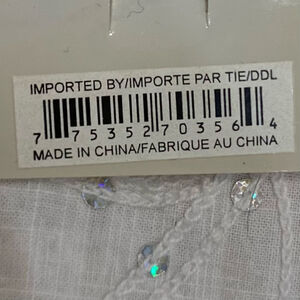 IMPORTED BY/IMPORTE PAR TIE/DDL
7 75352 70356 4
MADE IN CHINA/FABRIQUE AU CHINA